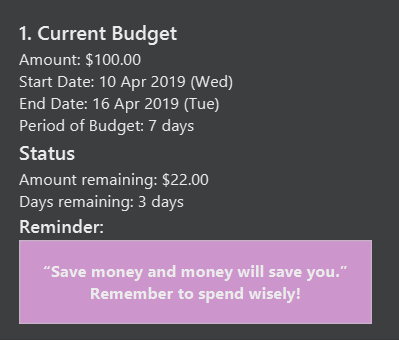 1. Current Budget
Amount: $100.00
Start Date: 10 Apr 2019 (Wed)
End Date: 16 Apr 2019 (Tue)
Period of Budget: 7 days
Status
Amount remaining: $22.00
Days remaining: 3 days
Reminder:
“Save money and money will save you.”
Remember to spend wisely!